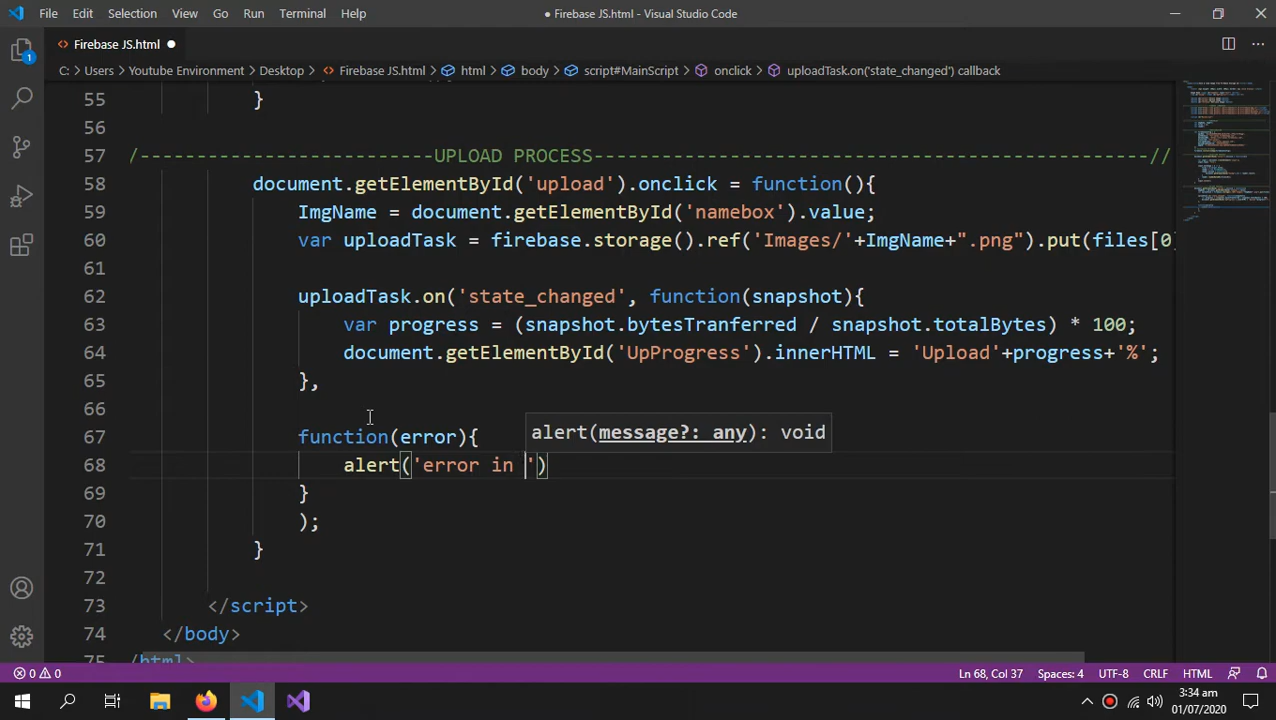 File Edit Selection View Go Run Terminal Help ● Firebase JS.html - Visual Studio Code
Firebase JS.html ●
C: > Users > Youtube Environment > Desktop > Firebase JS.html > html > body > script#MainScript > onclick > uploadTask.on('state_changed') callback
55 }
56
57 /--------------------------UPLOAD PROCESS-------------------------------------------------//
58 document.getElementById('upload').onclick = function(){
59 ImgName = document.getElementById('namebox').value;
60 var uploadTask = firebase.storage().ref('Images/'+ImgName+".png").put(files[0]
61
62 uploadTask.on('state_changed', function(snapshot){
63 var progress = (snapshot.bytesTranferred / snapshot.totalBytes) * 100;
64 document.getElementById('UpProgress').innerHTML = 'Upload'+progress+'%';
65 },
66
67 function(error){
alert(message?: any): void
68 alert('error in ')
69 }
70 );
71 }
72
73 </script>
74 </body>
75 /html>
1
0 0 Ln 68, Col 37 Spaces: 4 UTF-8 CRLF HTML
3:34 am
01/07/2020